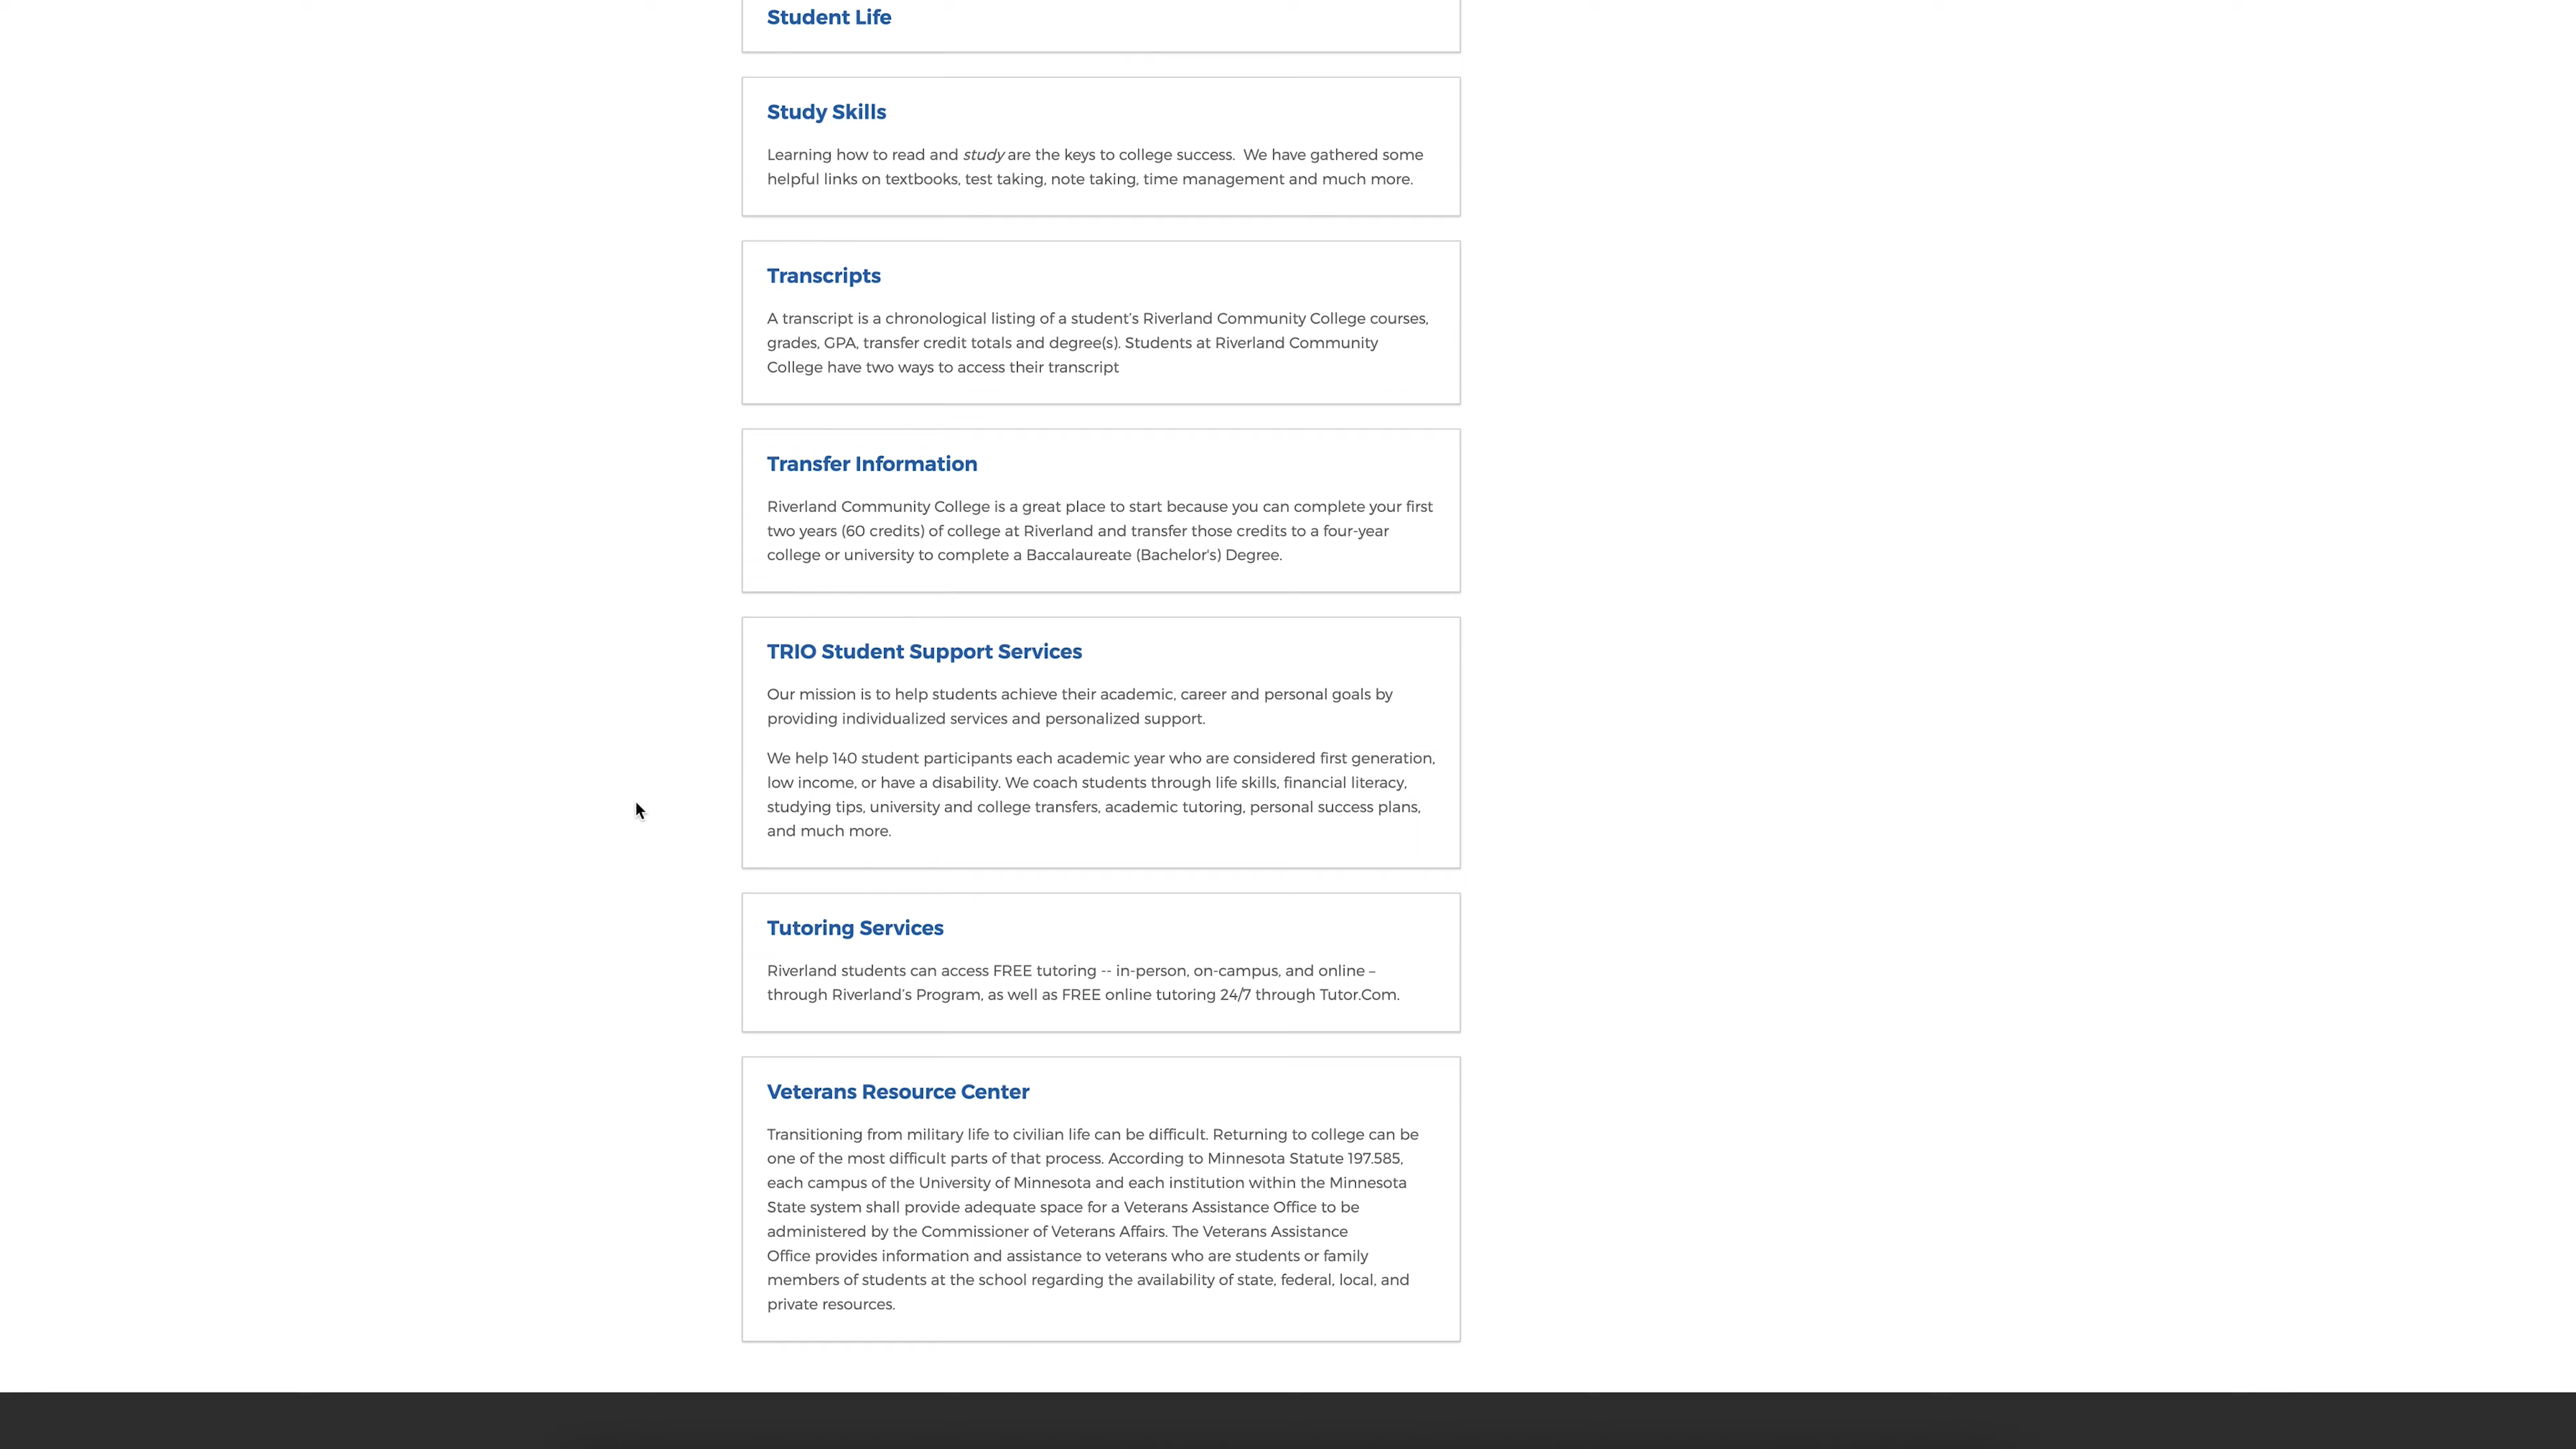 Student Life
Study Skills
Learning how to read and study are the keys to college success.  We have gathered some
helpful links on textbooks, test taking, note taking, time management and much more.
Transcripts
A transcript is a chronological listing of a student’s Riverland Community College courses,
grades, GPA, transfer credit totals and degree(s). Students at Riverland Community
College have two ways to access their transcript
Transfer Information
Riverland Community College is a great place to start because you can complete your first
two years (60 credits) of college at Riverland and transfer those credits to a four-year
college or university to complete a Baccalaureate (Bachelor's) Degree.
TRIO Student Support Services
Our mission is to help students achieve their academic, career and personal goals by
providing individualized services and personalized support.
We help 140 student participants each academic year who are considered first generation,
low income, or have a disability. We coach students through life skills, financial literacy,
studying tips, university and college transfers, academic tutoring, personal success plans,
and much more.
Tutoring Services
Riverland students can access FREE tutoring -- in-person, on-campus, and online –
through Riverland’s Program, as well as FREE online tutoring 24/7 through Tutor.Com.
Veterans Resource Center
Transitioning from military life to civilian life can be difficult. Returning to college can be
one of the most difficult parts of that process. According to Minnesota Statute 197.585,
each campus of the University of Minnesota and each institution within the Minnesota
State system shall provide adequate space for a Veterans Assistance Office to be
administered by the Commissioner of Veterans Affairs. The Veterans Assistance
Office provides information and assistance to veterans who are students or family
members of students at the school regarding the availability of state, federal, local, and
private resources.